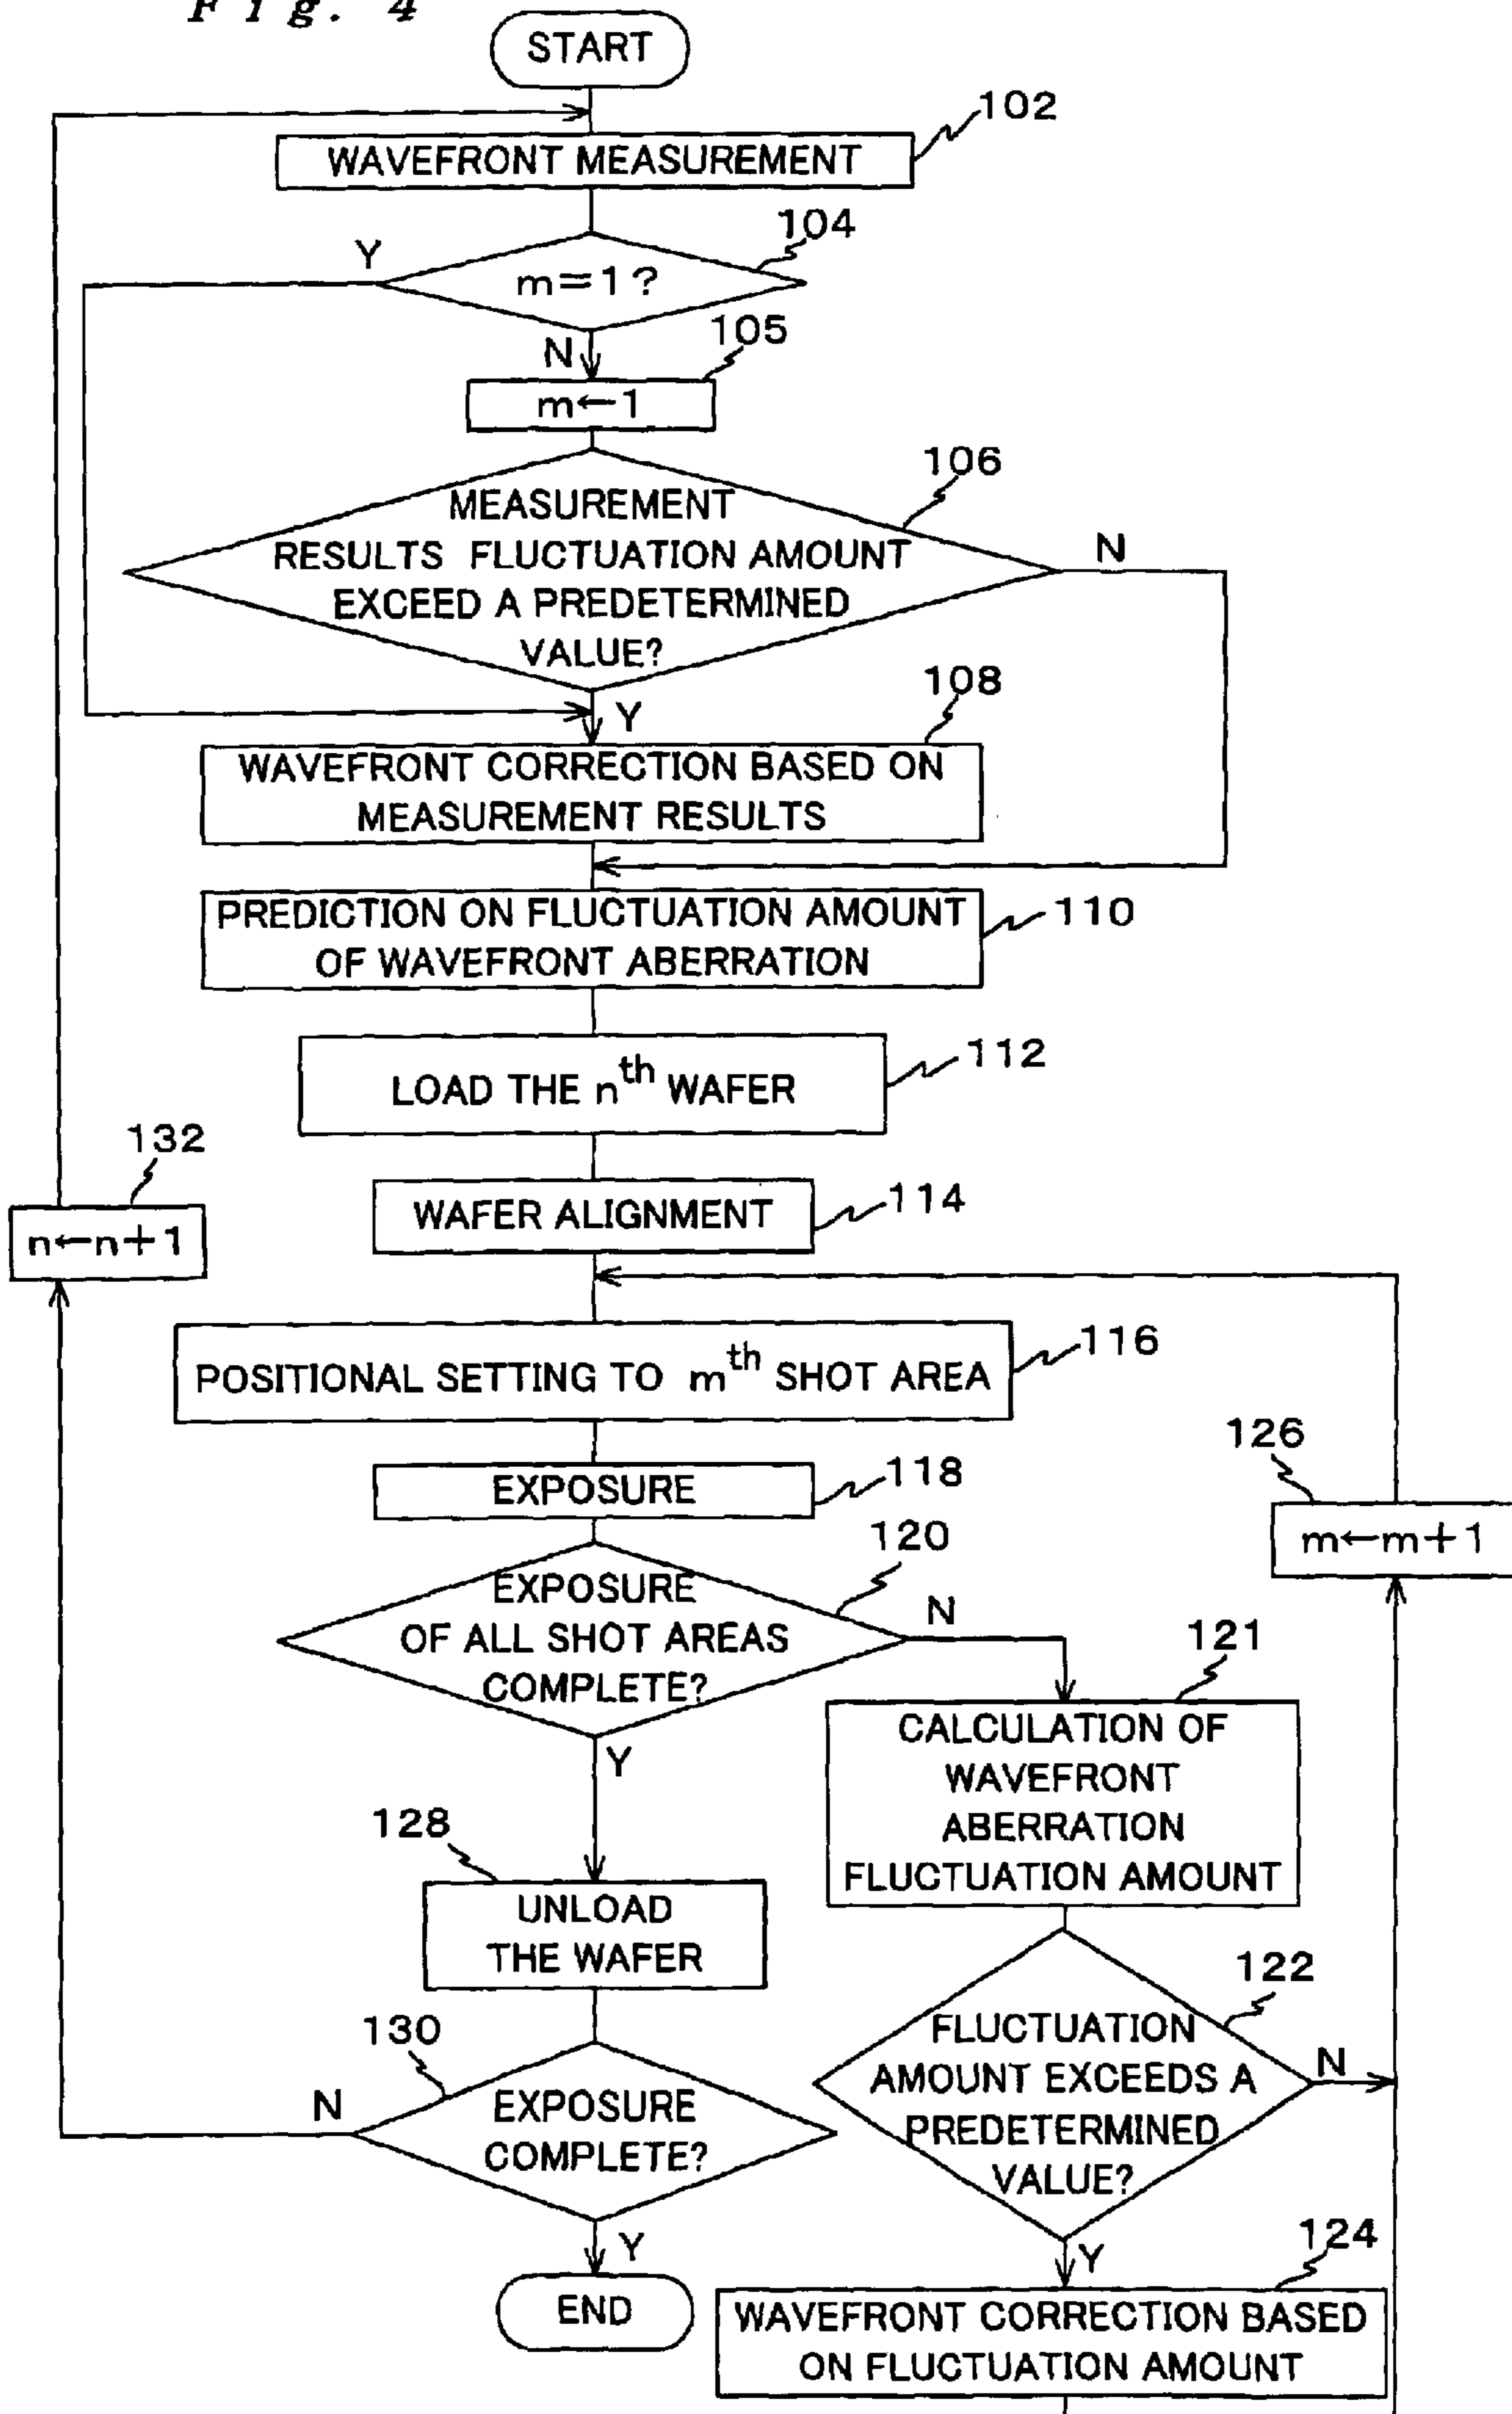 Fig. 4
START
102
WAVEFRONT MEASUREMENT
104
Y
m=1?
105
N
m←1
106
MEASUREMENT
RESULTS FLUCTUATION AMOUNT
EXCEED A PREDETERMINED
VALUE?
N
108
Y
WAVEFRONT CORRECTION BASED ON
MEASUREMENT RESULTS
PREDICTION ON FLUCTUATION AMOUNT
OF WAVEFRONT ABERRATION
110
LOAD THE nth WAFER
112
132
n←n+1
WAFER ALIGNMENT
114
POSITIONAL SETTING TO mth SHOT AREA
116
126
m←m+1
EXPOSURE
118
120
EXPOSURE
OF ALL SHOT AREAS
COMPLETE?
N
121
Y
CALCULATION OF
WAVEFRONT
ABERRATION
FLUCTUATION AMOUNT
128
UNLOAD
THE WAFER
122
FLUCTUATION
AMOUNT EXCEEDS A
PREDETERMINED
VALUE?
N
130
N
EXPOSURE
COMPLETE?
Y
END
Y
124
WAVEFRONT CORRECTION BASED
ON FLUCTUATION AMOUNT